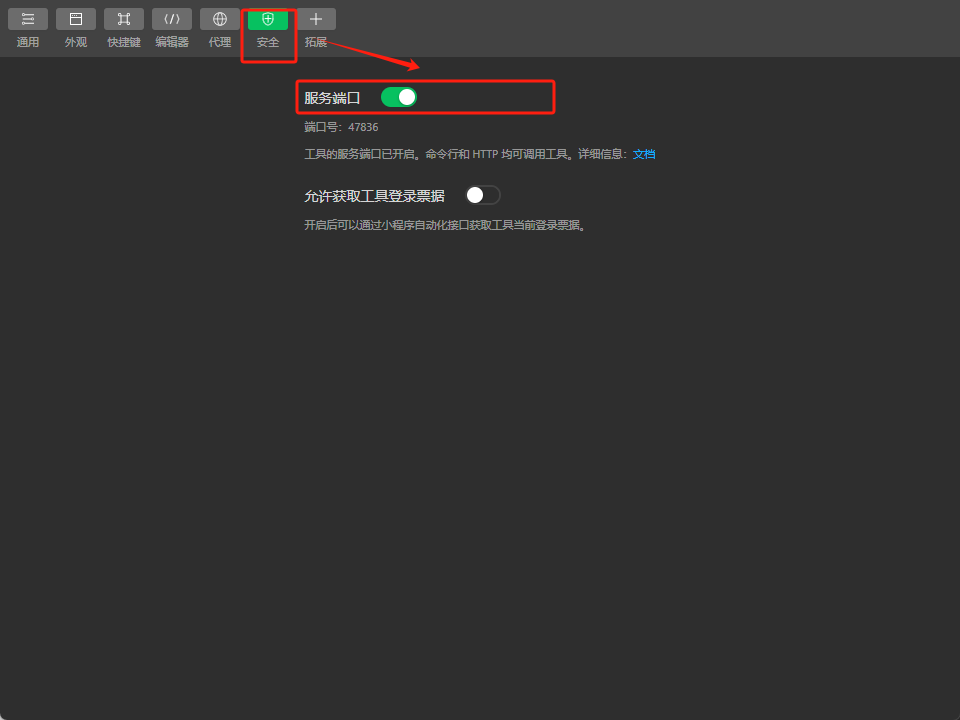 通用 外观 快捷键 编辑器 代理 安全 拓展
服务端口
端口号：47836
工具的服务端口已开启。命令行和 HTTP 均可调用工具。详细信息：文档
允许获取工具登录票据
开启后可以通过小程序自动化接口获取工具当前登录票据。